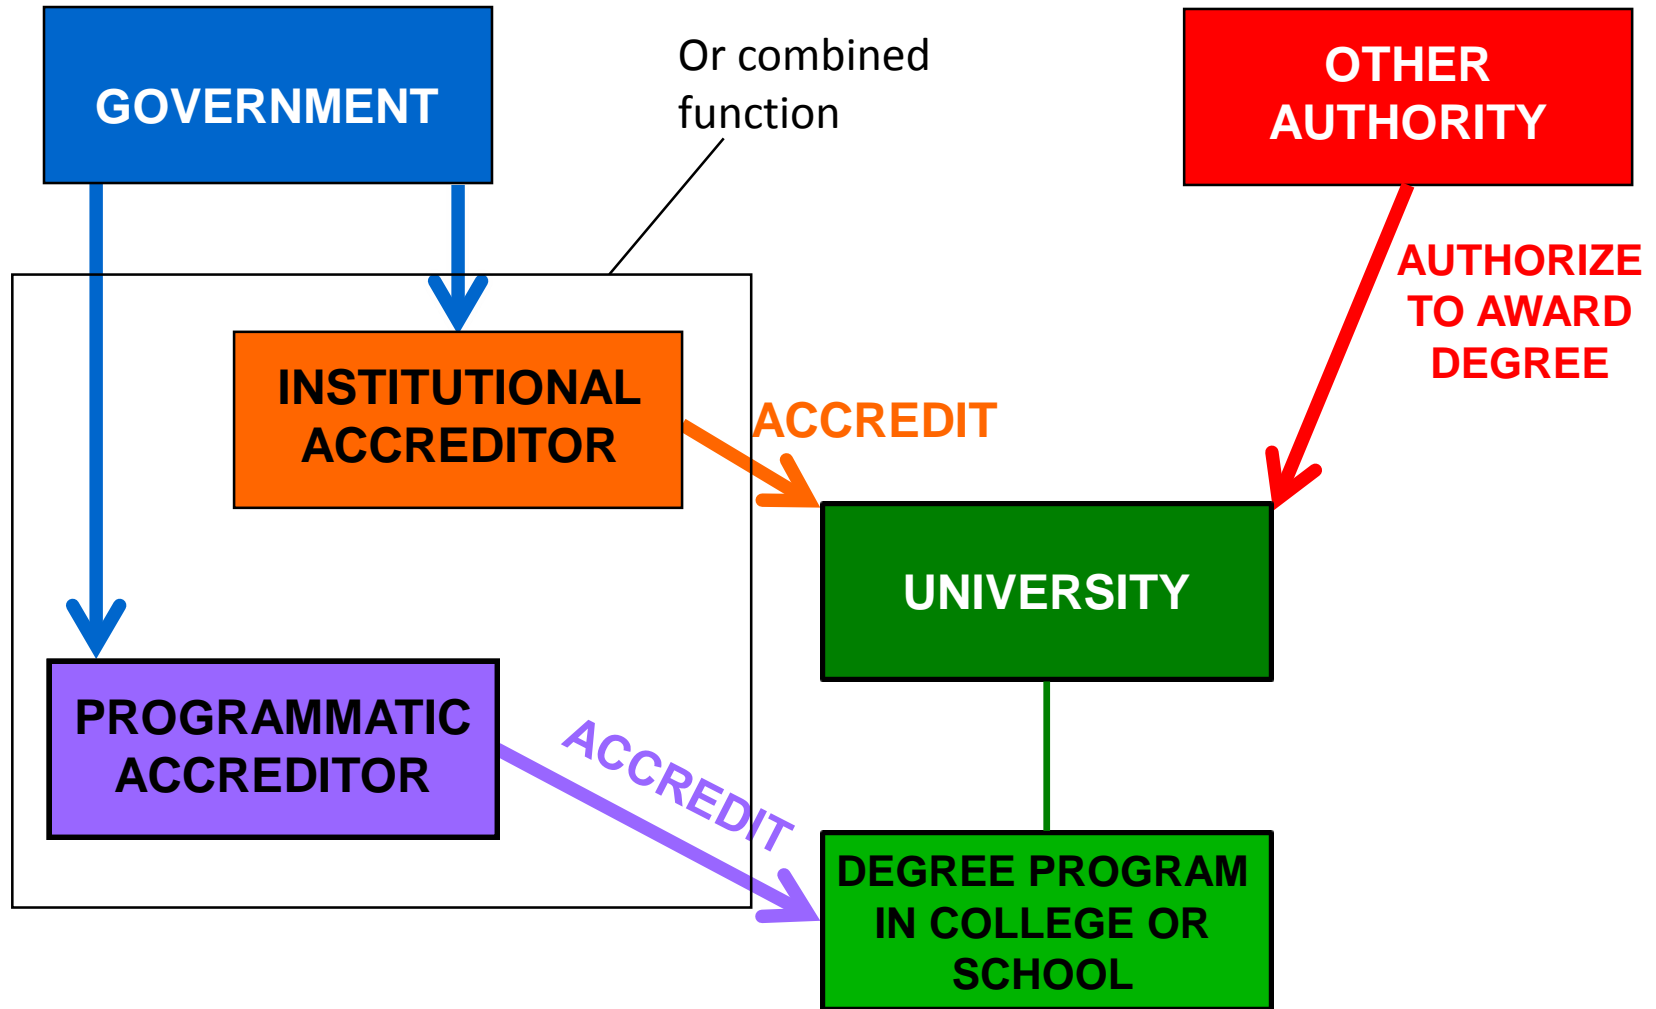 GOVERNMENT
Or combined
function
OTHER
AUTHORITY
AUTHORIZE
TO AWARD
DEGREE
INSTITUTIONAL
ACCREDITOR
ACCREDIT
UNIVERSITY
PROGRAMMATIC
ACCREDITOR
ACCREDIT
DEGREE PROGRAM
IN COLLEGE OR
SCHOOL